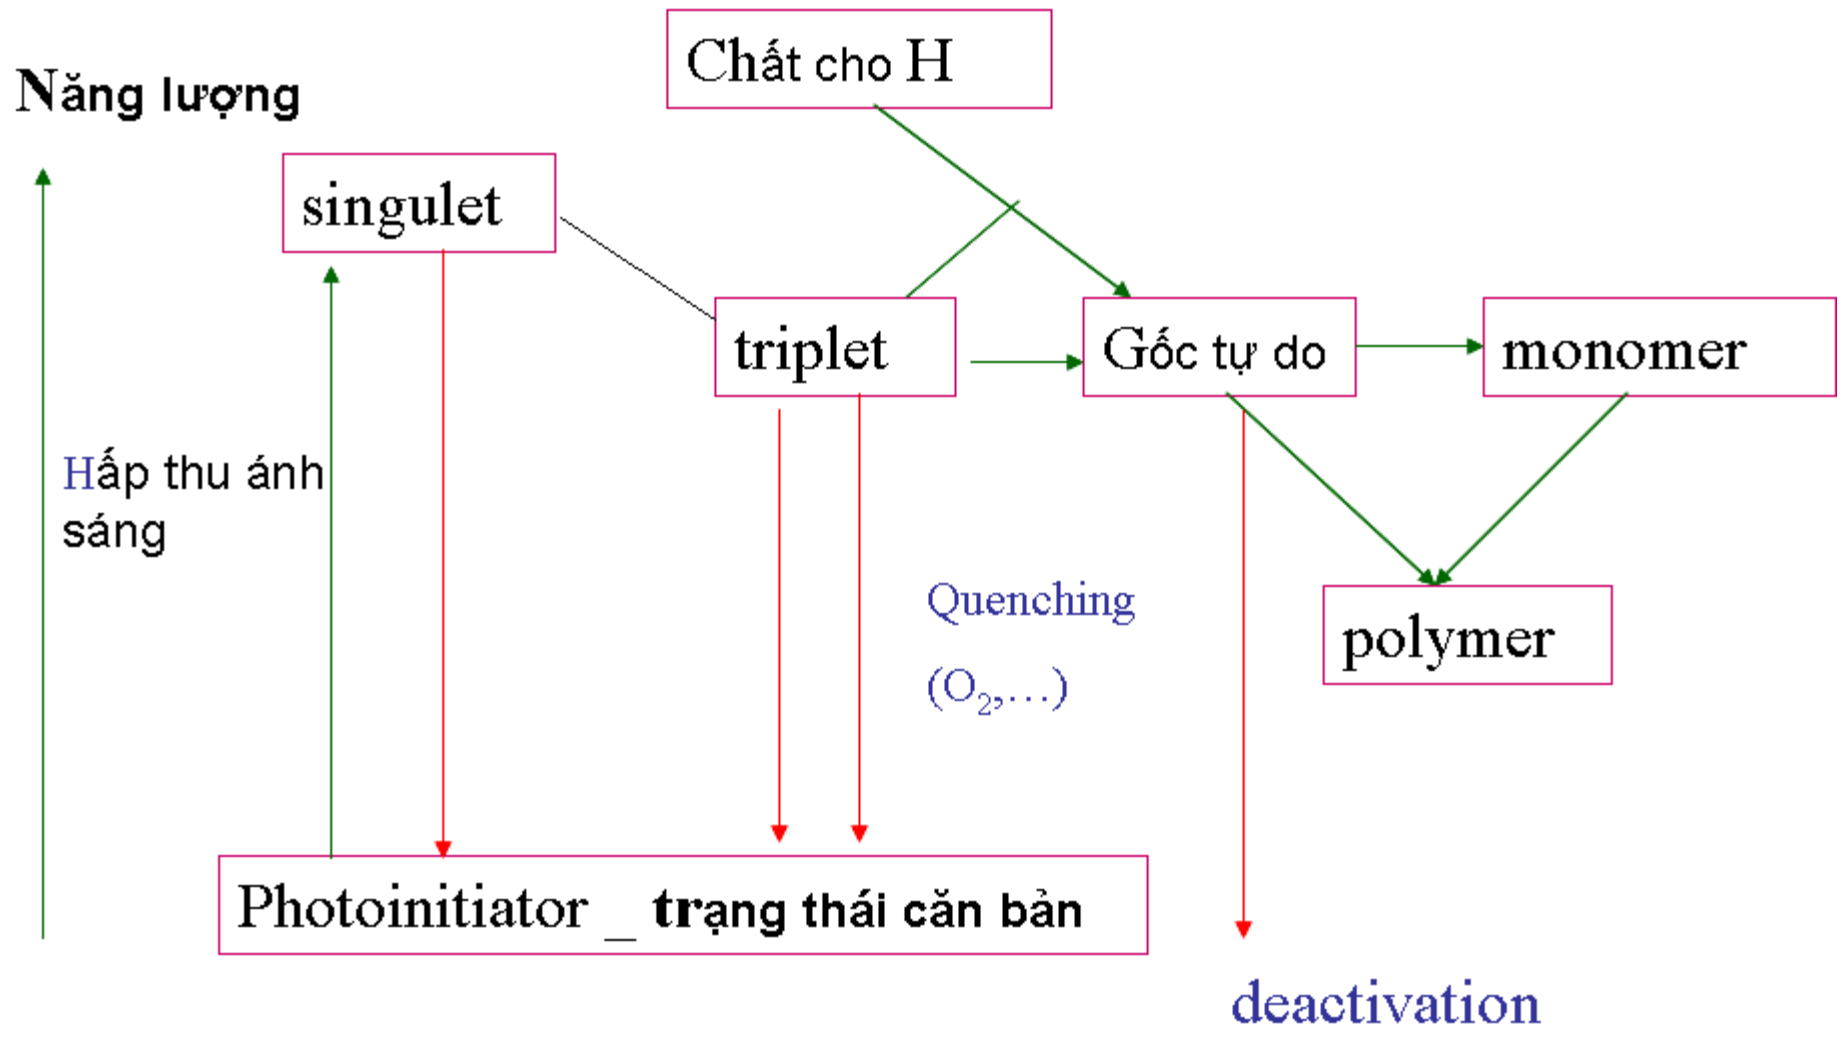 Chất cho H
Năng lượng
singulet
triplet
Gốc tự do
monomer
Hấp thu ánh
sáng
Quenching
(O₂,…)
polymer
Photoinitiator _ trạng thái căn bản
deactivation